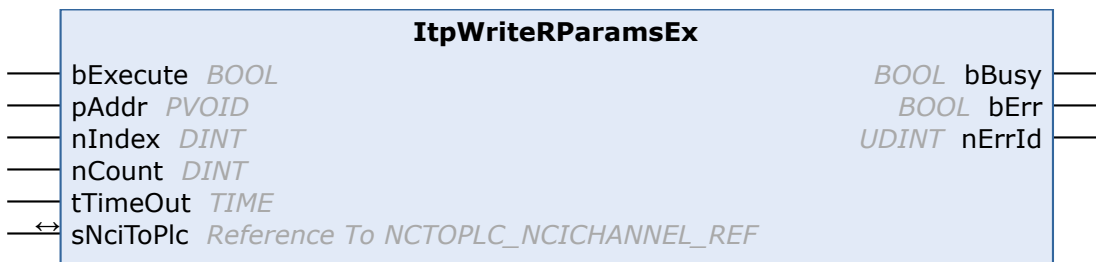 ItpWriteRParamsEx
bExecute BOOL BOOL bBusy
pAddr PVOID BOOL bErr
nIndex DINT UDINT nErrId
nCount DINT
tTimeOut TIME
↔ sNciToPlc Reference To NCTOPLC_NCICHANNEL_REF